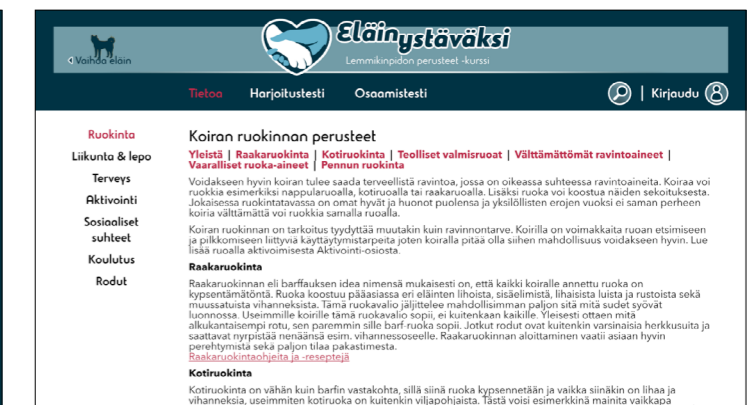 Eläinystäväksi
Vaihda eläin
Lemmikinpidon perusteet -kurssi
Tietoa Harjoitustesti Osaamistesti | Kirjaudu
Ruokinta
Liikunta & lepo
Terveys
Aktivointi
Sosiaaliset
suhteet
Koulutus
Rodut
Koiran ruokinnan perusteet
Yleistä | Raakaruokinta | Kotiruokinta | Teolliset valmisruoat | Välttämättömät ravintoaineet |
Vaaralliset ruoka-aineet | Pennun ruokinta
Voidakseen hyvin koiran tulee saada terveellistä ravintoa, jossa on oikeassa suhteessa ravintoaineita. Koiraa voi
ruokkia esimerkiksi nappularuoalla, kotiruoalla tai raakaruoalla. Lisäksi ruoka voi koostua näiden sekoituksesta.
Jokaisessa ruokintatavassa on omat hyvät ja huonot puolensa ja yksilöllisten erojen vuoksi ei saman perheen
koiria välttämättä voi ruokkia samalla ruoalla.
Koiran ruokinnan on tarkoitus tyydyttää muutakin kuin ravinnontarve. Koirilla on voimakkaita ruoan etsimiseen
ja pilkkomiseen liittyviä käyttäytymistarpeita joten koiralla pitää olla siihen mahdollisuus voidakseen hyvin. Lue
lisää ruoalla aktivoimisesta Aktivointi-osiosta.
Raakaruokinta
Raakaruokinnan eli barffauksen idea nimensä mukaisesti on, että kaikki koiralle annettu ruoka on
kypsentämätöntä. Ruoka koostuu pääasiassa eri eläinten lihoista, sisäelimistä, lihaisista luista ja rustoista sekä
muussatuista vihanneksista. Tämä ruokavalio jäljittelee mahdollisimman paljon sitä mitä sudet syövät
luonnossa. Useimmille koirille tämä ruokavalio sopii, ei kuitenkaan kaikille. Yleisesti ottaen mitä
alkukantaisempi rotu, sen paremmin sille barf-ruoka sopii. Jotkut rodut ovat kuitenkin varsinaisia herkkusuita ja
saattavat nyrpistää nenäänsä esim. vihannessoseelle. Raakaruokinnan aloittaminen vaatii asiaan hyvin
perehtymistä sekä paljon tilaa pakastimesta.
Raakaruokintaohjeita ja -reseptejä
Kotiruokinta
Kotiruokinta on vähän kuin barfin vastakohta, sillä siinä ruoka kypsennetään ja vaikka siinäkin on lihaa ja
vihanneksia, useimmiten kotiruoka on kuitenkin viljapohjaista. Tästä voisi esimerkkinä mainita vaikkapa